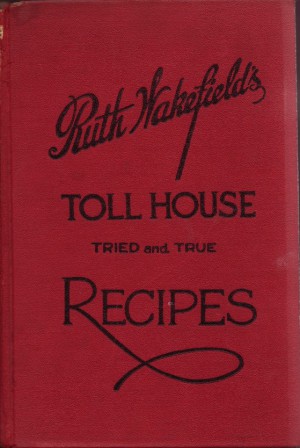 Ruth Wakefield's
TOLL HOUSE
TRIED and TRUE
RECIPES